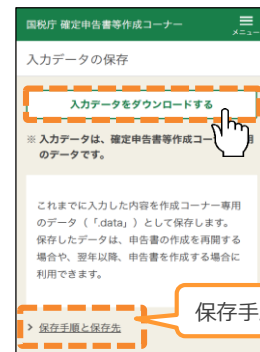 国税庁 確定申告書等作成コーナー
メニュー
入力データの保存
入力データをダウンロードする
※ 入力データは、確定申告書等作成コー
のデータです。
これまでに入力した内容を作成コーナー専用
のデータ(「.data」)として保存します。
保存したデータは、申告書の作成を再開する
場合や、翌年以降、申告書を作成する場合に
利用できます。
保存手
> 保存手順と保存先